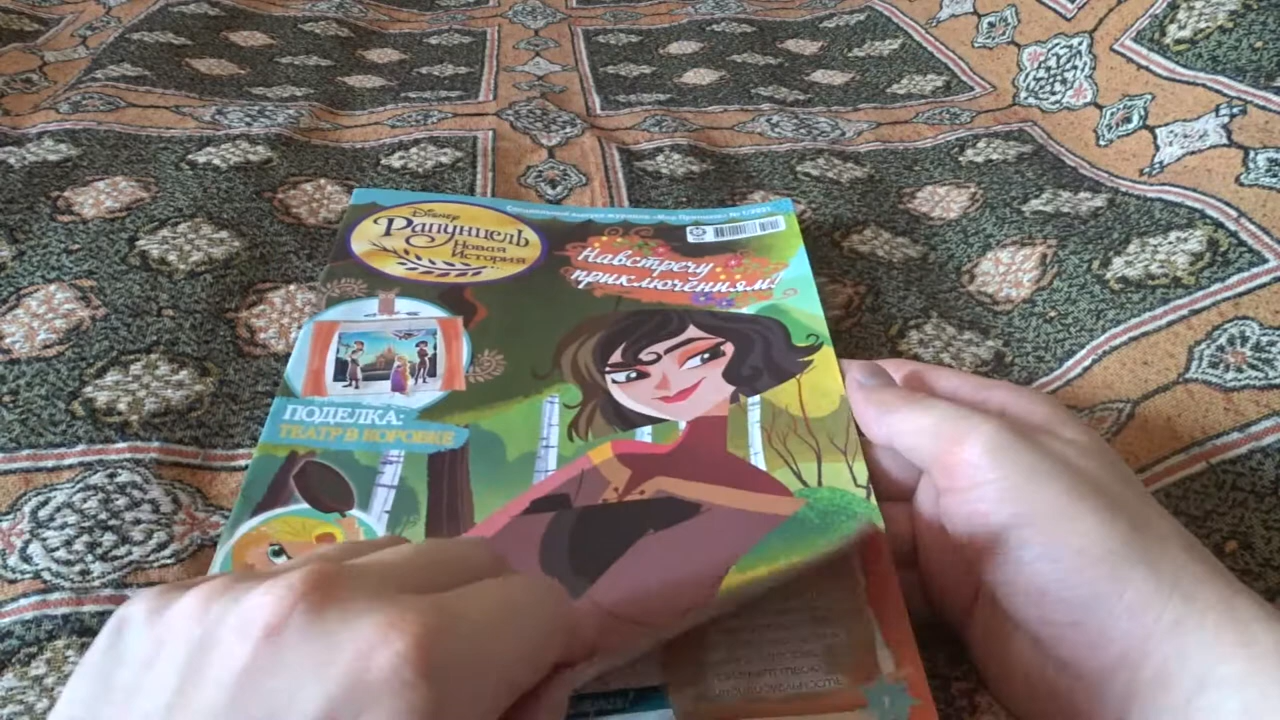 Специальный выпуск журнала «Мир Принцесс» № 1/2021
Disney
Рапунцель
Новая
История
Навстречу
приключениям!
ПОДЕЛКА:
ТЕАТР В КОРОБКЕ